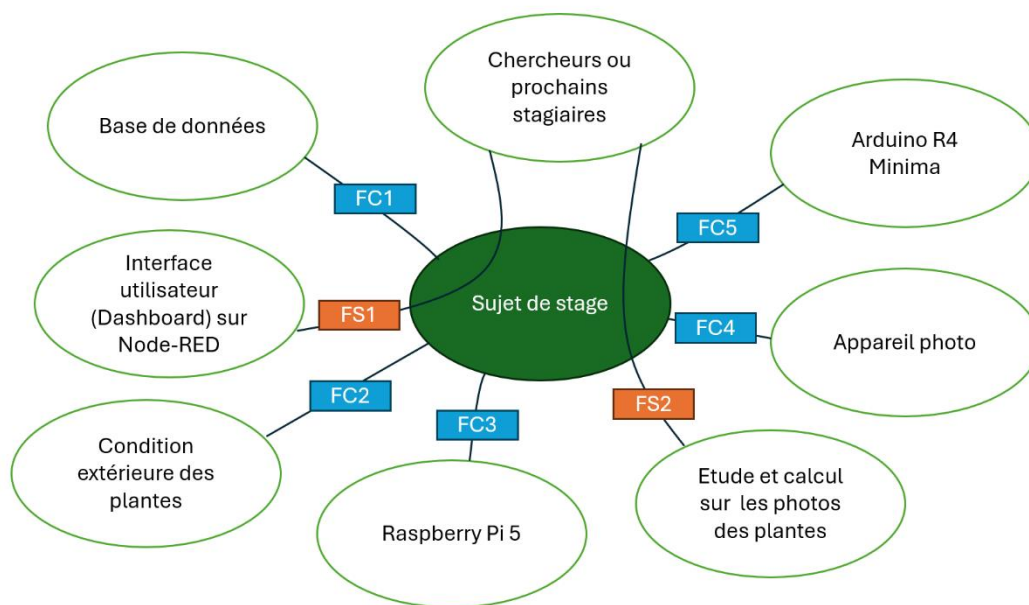 Chercheurs ou
prochains
stagiaires
Base de données
Arduino R4
Minima
FC1
FC5
Interface
utilisateur
(Dashboard) sur
Node-RED
FS1
Sujet de stage
FC4
Appareil photo
FC2
FC3
FS2
Condition
extérieure des
plantes
Raspberry Pi 5
Etude et calcul
sur les photos
des plantes